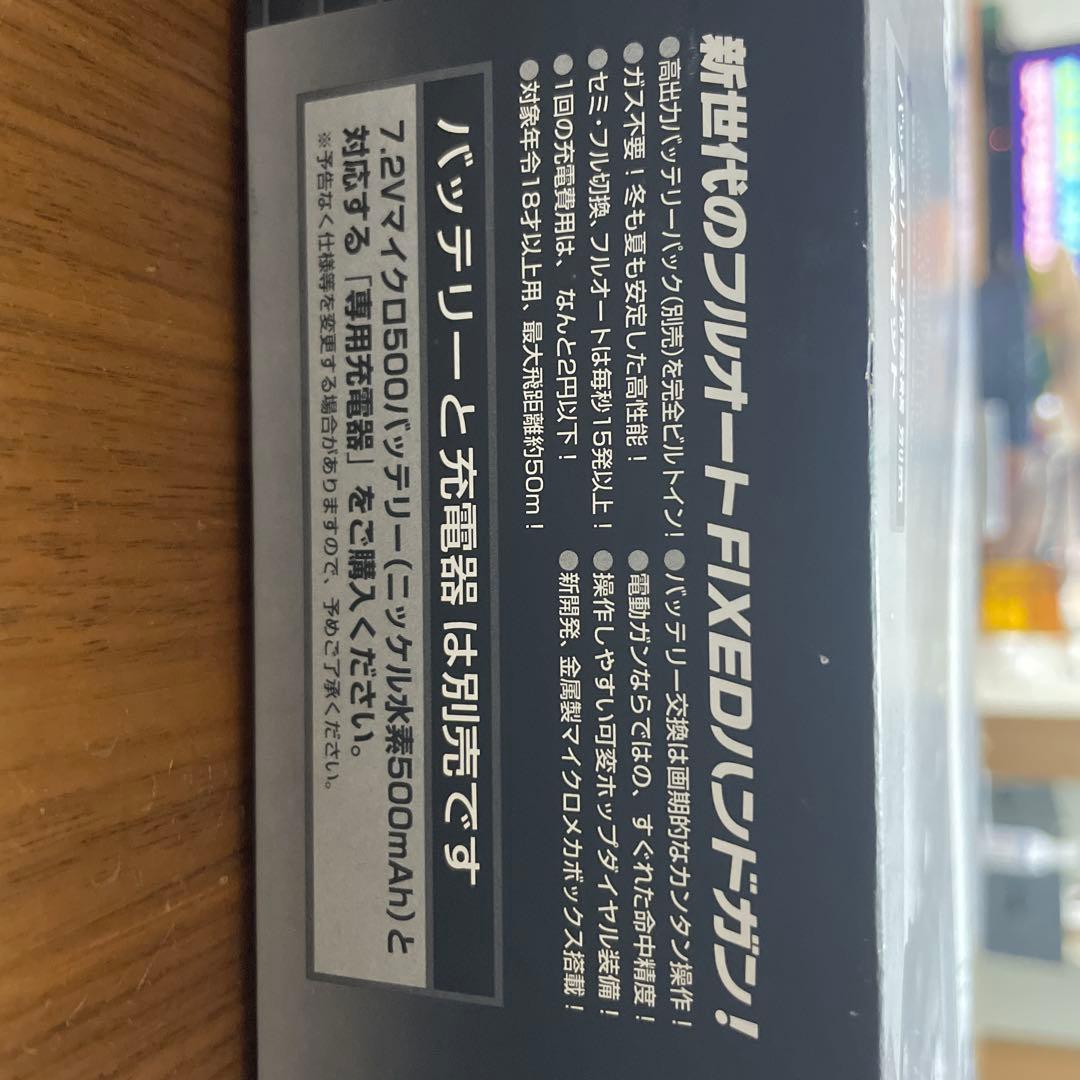 新世代のフルオートFIXEDハンドガン!
●高出力バッテリーパック(別売)を完全ビルトイン!
●ガス不要!冬も夏も安定した高性能!
●セミ・フル切換、フルオートは毎秒15発以上!
●1回の充電費用は、なんと2円以下!
●対象年令18才以上用、最大飛距離約50m!
●バッテリー交換は画期的なカンタン操作!
●電動ガンならではの、すぐれた命中精度!
●操作しやすい可変ホップダイヤル装備!
●新開発、金属製マイクロメカボックス搭載!
バッテリーと充電器は別売です
7.2Vマイクロ500バッテリー(ニッケル水素500mAh)と
対応する「専用充電器」をご購入ください。
※予告なく仕様等を変更する場合がありますので、予めご了承ください。